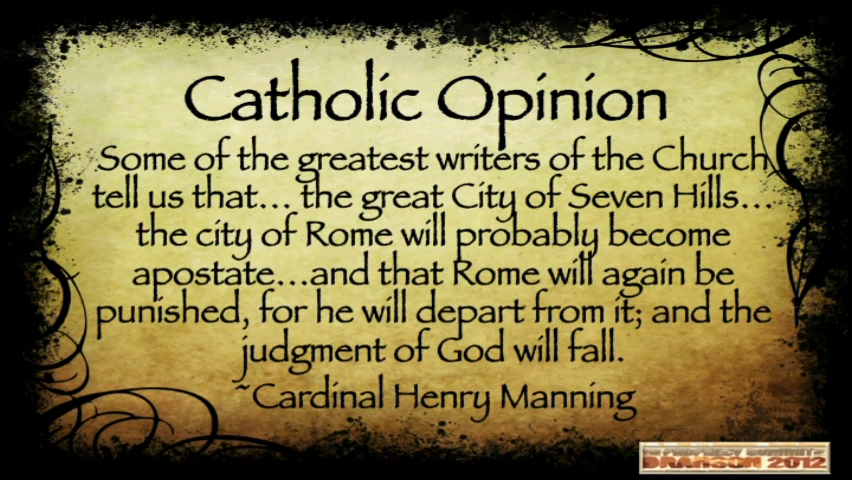 Catholic Opinion
Some of the greatest writers of the Church
tell us that... the great City of Seven Hills...
the city of Rome will probably become
apostate...and that Rome will again be
punished, for he will depart from it; and the
judgment of God will fall.
~Cardinal Henry Manning
BRANSON 2012